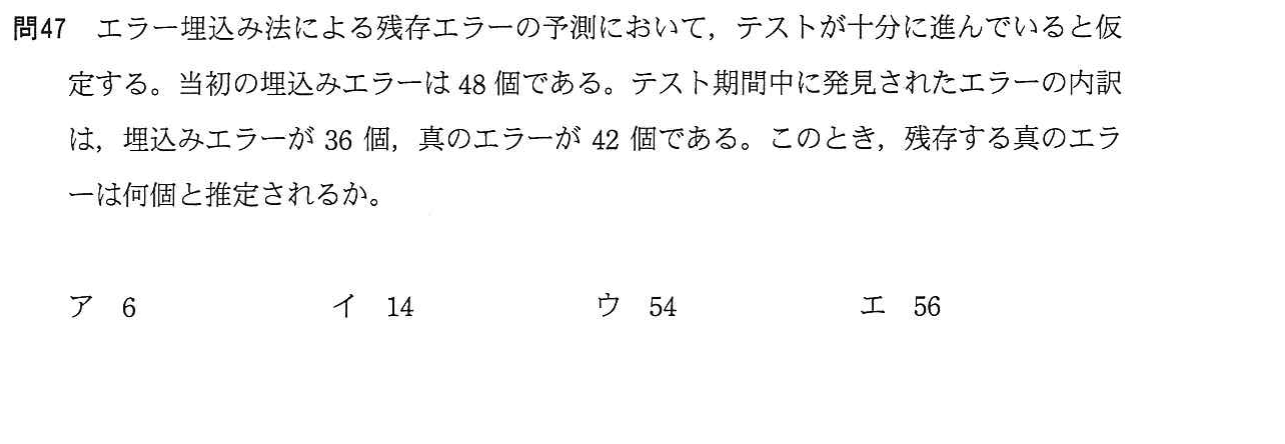 問47　エラー埋込み法による残存エラーの予測において，テストが十分に進んでいると仮
定する。当初の埋込みエラーは 48 個である。テスト期間中に発見されたエラーの内訳
は，埋込みエラーが 36 個，真のエラーが 42 個である。このとき，残存する真のエラ
ーは何個と推定されるか。
ア　6　イ　14　ウ　54　エ　56